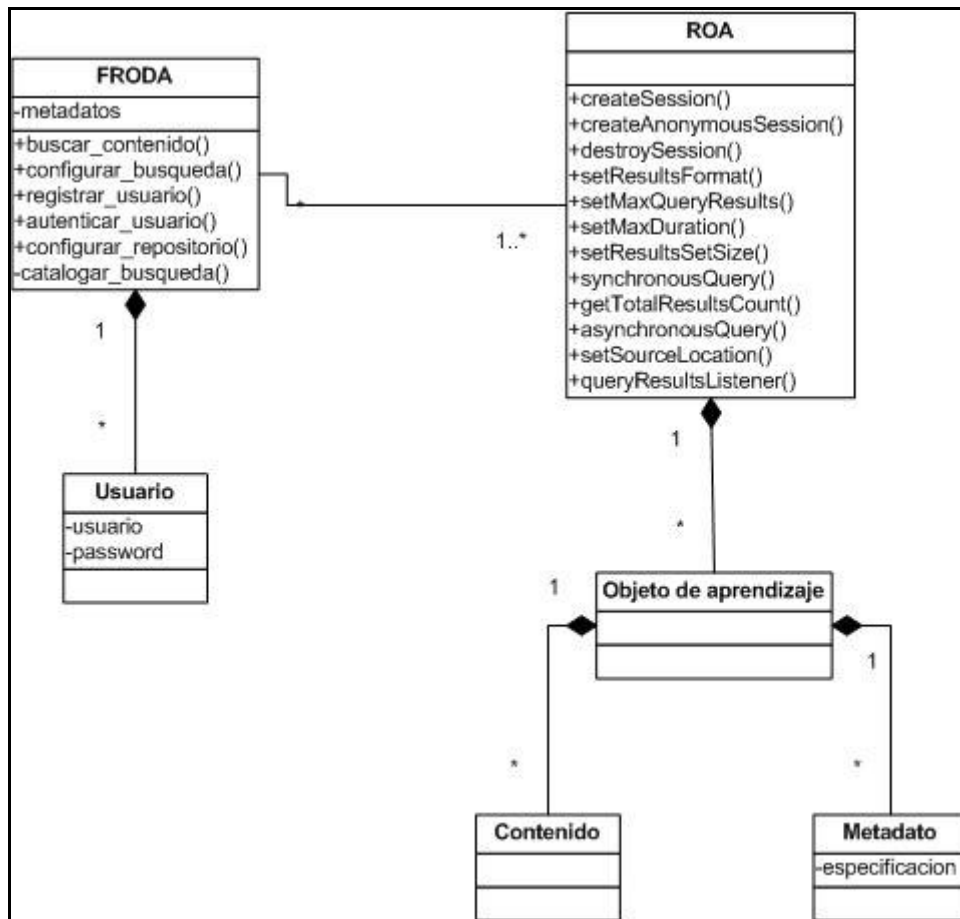 FRODA
-metadatos
+buscar_contenido()
+configurar_busqueda()
+registrar_usuario()
+autenticar_usuario()
+configurar_repositorio()
-catalogar_busqueda()
ROA
+createSession()
+createAnonymousSession()
+destroySession()
+setResultsFormat()
+setMaxQueryResults()
+setMaxDuration()
+setResultsSetSize()
+synchronousQuery()
+getTotalResultsCount()
+asynchronousQuery()
+setSourceLocation()
+queryResultsListener()
*
1..*
1
*
Usuario
-usuario
-password
1
*
Objeto de aprendizaje
1
1
*
*
Contenido
Metadato
-especificacion